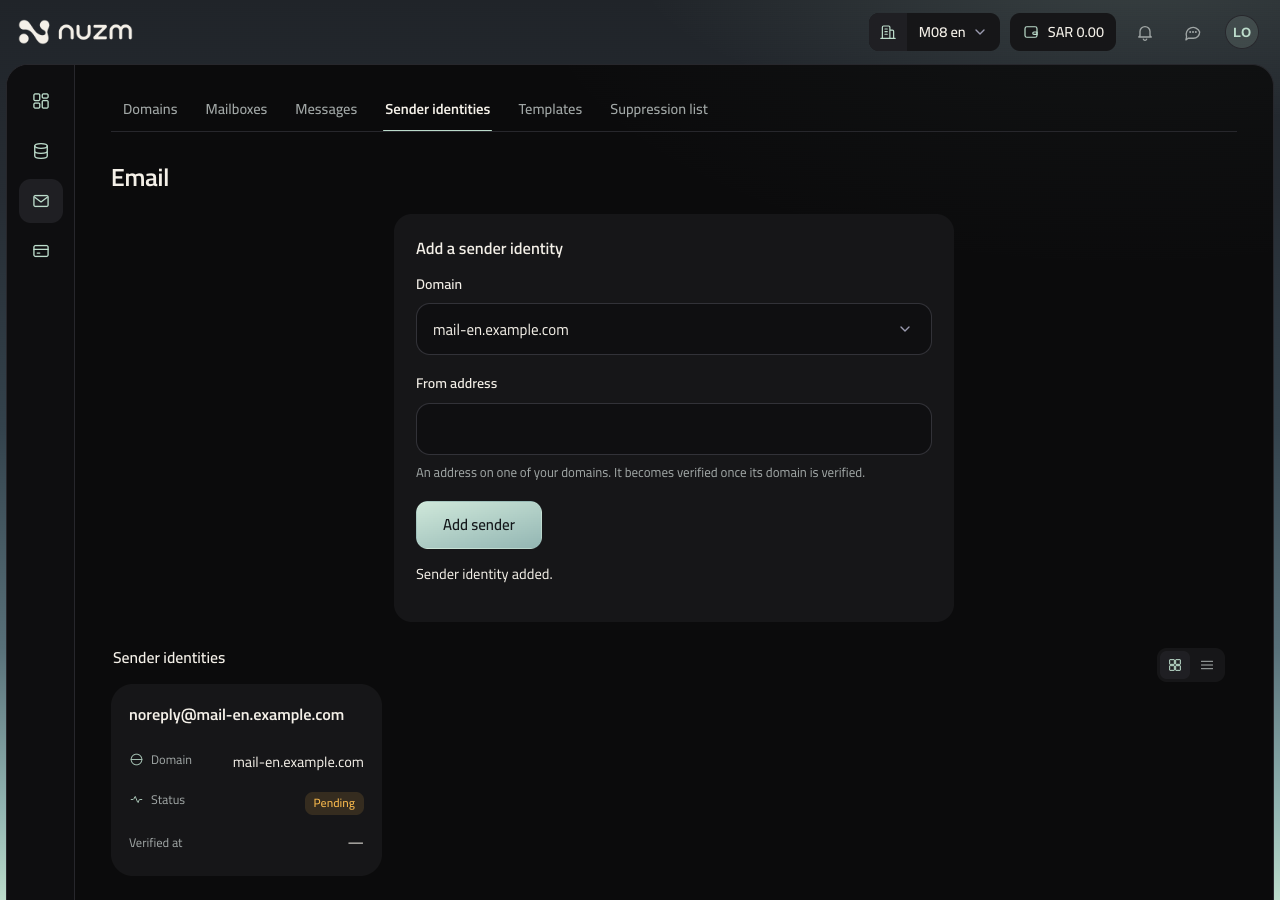 nuzm
M08 en
SAR 0.00
LO
Domains
Mailboxes
Messages
Sender identities
Templates
Suppression list
Email
Add a sender identity
Domain
mail-en.example.com
From address
An address on one of your domains. It becomes verified once its domain is verified.
Add sender
Sender identity added.
Sender identities
noreply@mail-en.example.com
Domain mail-en.example.com
Status Pending
Verified at —